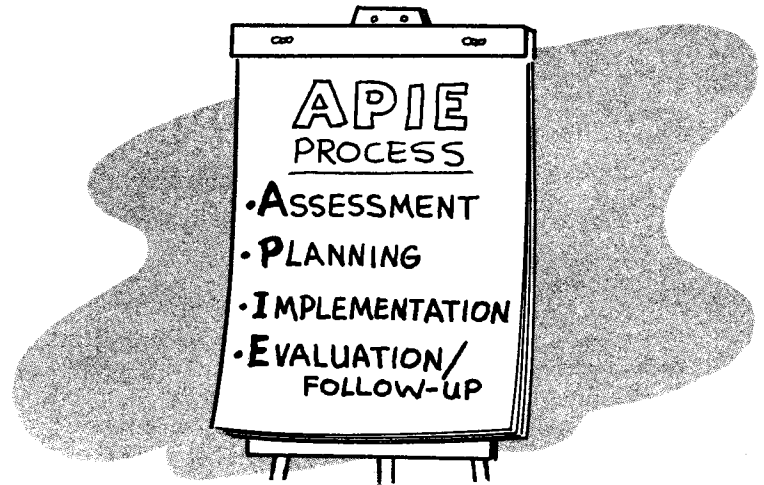 APIE
PROCESS
•ASSESSMENT
•PLANNING
•IMPLEMENTATION
•EVALUATION/
FOLLOW-UP